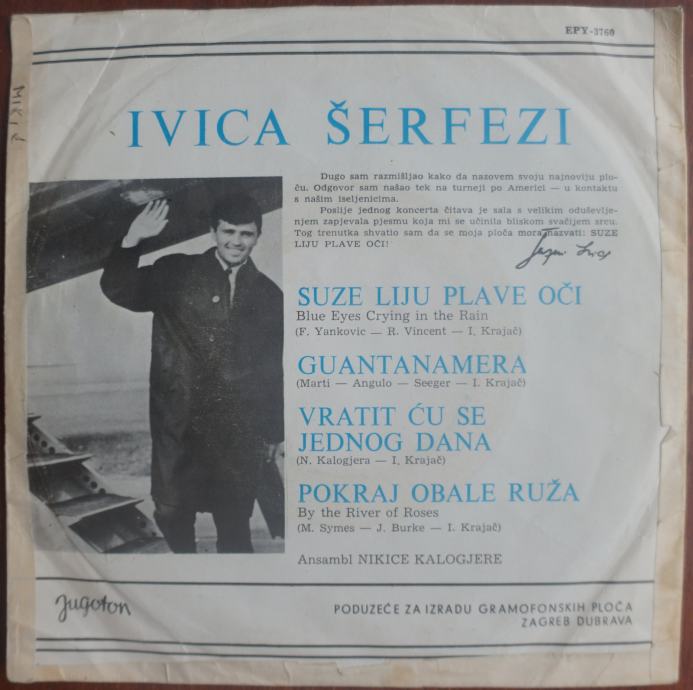 EPY-3760
IVICA ŠERFEZI
Dugo sam razmišljao kako da nazovem svoju najnoviju plo-
ču. Odgovor sam našao tek na turneji po Americi — u kontaktu
s našim iseljenicima.
Poslije jednog koncerta čitava je sala s velikim oduševlje-
njem zapjevala pjesmu koja mi se učinila bliskom svačijem srcu.
Tog trenutka shvatio sam da se moja ploča mora nazvati: SUZE
LIJU PLAVE OČI!
SUZE LIJU PLAVE OČI
Blue Eyes Crying in the Rain
(F. Yankovic — R. Vincent — I. Krajač)
GUANTANAMERA
(Marti — Angulo — Seeger — I. Krajač)
VRATIT ĆU SE
JEDNOG DANA
(N. Kalogjera — I. Krajač)
POKRAJ OBALE RUŽA
By the River of Roses
(M. Symes — J. Burke — I. Krajač)
Ansambl NIKICE KALOGJERE
Jugoton
PODUZEĆE ZA IZRADU GRAMOFONSKIH PLOČA
ZAGREB DUBRAVA